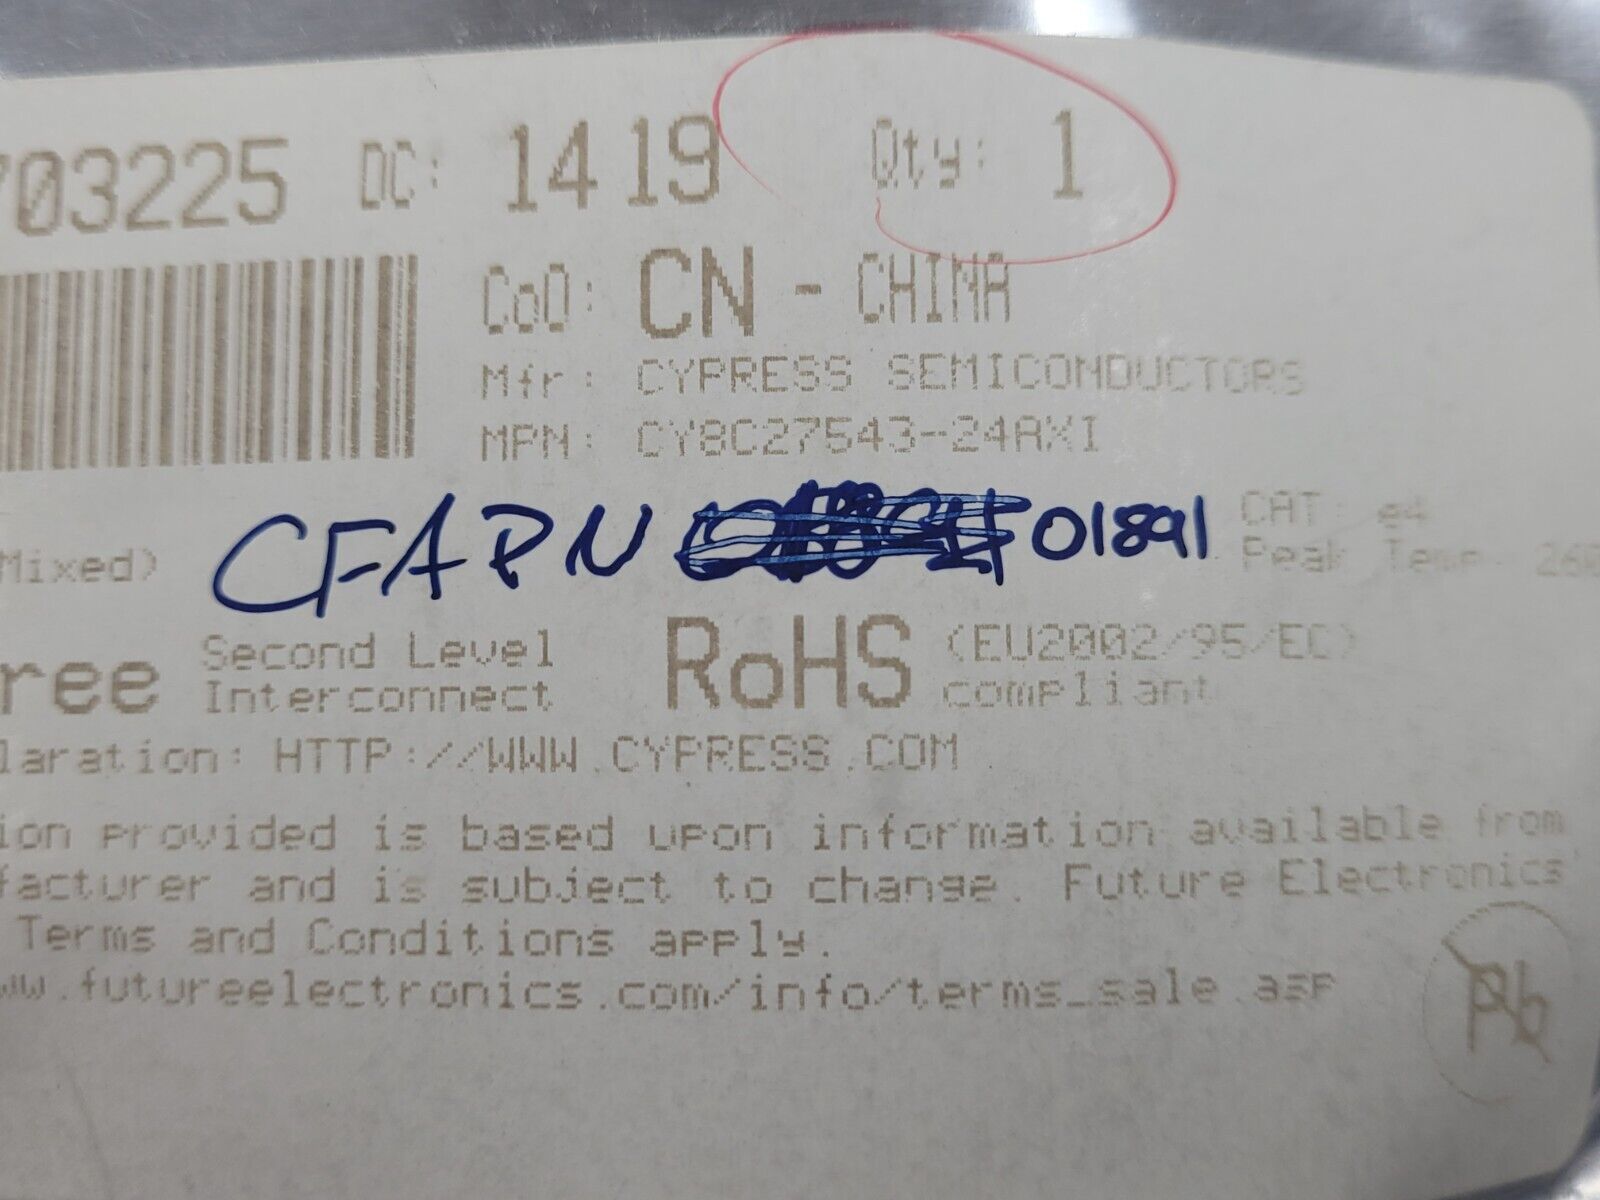 703225 DC: 1419 Qty: 1
CoO: CN - CHINA
Mfr: CYPRESS SEMICONDUCTORS
MPN: CY8C27543-24AXI
CFAPN 01891
CAT: e4
Mixed) Peak Temp: 260
ree Second Level Interconnect RoHS (EU2002/95/EC) compliant
laration: HTTP://WWW.CYPRESS.COM
ion provided is based upon information available from
facturer and is subject to change. Future Electronics
Terms and Conditions apply.
ww.futureelectronics.com/info/terms_sale.asp
Pb